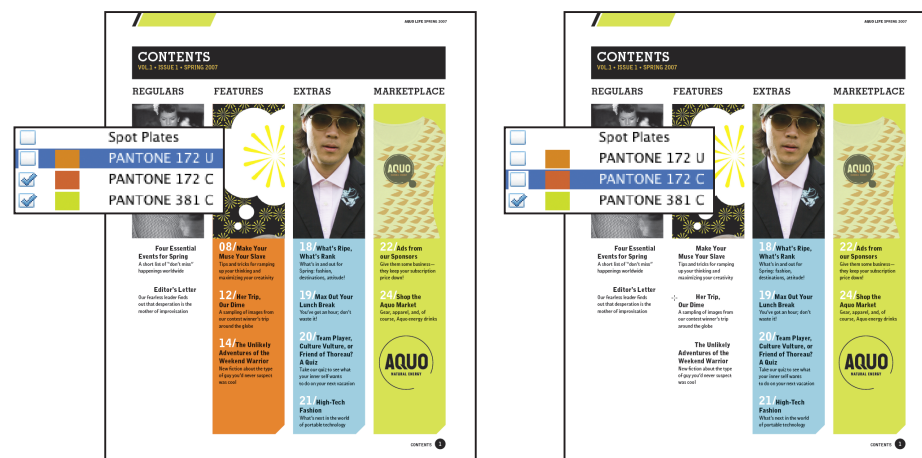 AQUO LIFE SPRING 2007
CONTENTS
VOL.1 • ISSUE 1 • SPRING 2007
REGULARS FEATURES EXTRAS MARKETPLACE
Spot Plates
PANTONE 172 U
PANTONE 172 C
PANTONE 381 C
AQUO
Four Essential
Events for Spring
A short list of "don't miss"
happenings worldwide
Editor's Letter
Our fearless leader finds
out that desperation is the
mother of improvisation
08/Make Your
Muse Your Slave
Tips and tricks for ramping
up your thinking and
maximizing your creativity
12/Her Trip,
Our Dime
A sampling of images from
our contest winner's trip
around the globe
14/The Unlikely
Adventures of the
Weekend Warrior
New fiction about the type
of guy you'd never suspect
was cool
18/What's Ripe,
What's Rank
What's in and out for
Spring: fashion,
destinations, attitude!
19/Max Out Your
Lunch Break
You've got an hour; don't
waste it!
20/Team Player,
Culture Vulture, or
Friend of Thoreau?
A Quiz
Take our quiz to see what
your inner self wants
to do on your next vacation
21/High-Tech
Fashion
What's next in the world
of portable technology
22/Ads from
our Sponsors
Give them some business—
they keep your subscription
price down!
24/Shop the
Aquo Market
Gear, apparel, and, of
course, Aquo energy drinks
AQUO
NATURAL ENERGY
CONTENTS 1
AQUO LIFE SPRING 2007
CONTENTS
VOL.1 • ISSUE 1 • SPRING 2007
REGULARS FEATURES EXTRAS MARKETPLACE
Spot Plates
PANTONE 172 U
PANTONE 172 C
PANTONE 381 C
AQUO
Four Essential
Events for Spring
A short list of "don't miss"
happenings worldwide
Editor's Letter
Our fearless leader finds
out that desperation is the
mother of improvisation
Make Your
Muse Your Slave
Tips and tricks for ramping
up your thinking and
maximizing your creativity
Her Trip,
Our Dime
A sampling of images from
our contest winner's trip
around the globe
The Unlikely
Adventures of the
Weekend Warrior
New fiction about the type
of guy you'd never suspect
was cool
18/What's Ripe,
What's Rank
What's in and out for
Spring: fashion,
destinations, attitude!
19/Max Out Your
Lunch Break
You've got an hour; don't
waste it!
20/Team Player,
Culture Vulture, or
Friend of Thoreau?
A Quiz
Take our quiz to see what
your inner self wants
to do on your next vacation
21/High-Tech
Fashion
What's next in the world
of portable technology
22/Ads from
our Sponsors
Give them some business—
they keep your subscription
price down!
24/Shop the
Aquo Market
Gear, apparel, and, of
course, Aquo energy drinks
AQUO
NATURAL ENERGY
CONTENTS 1